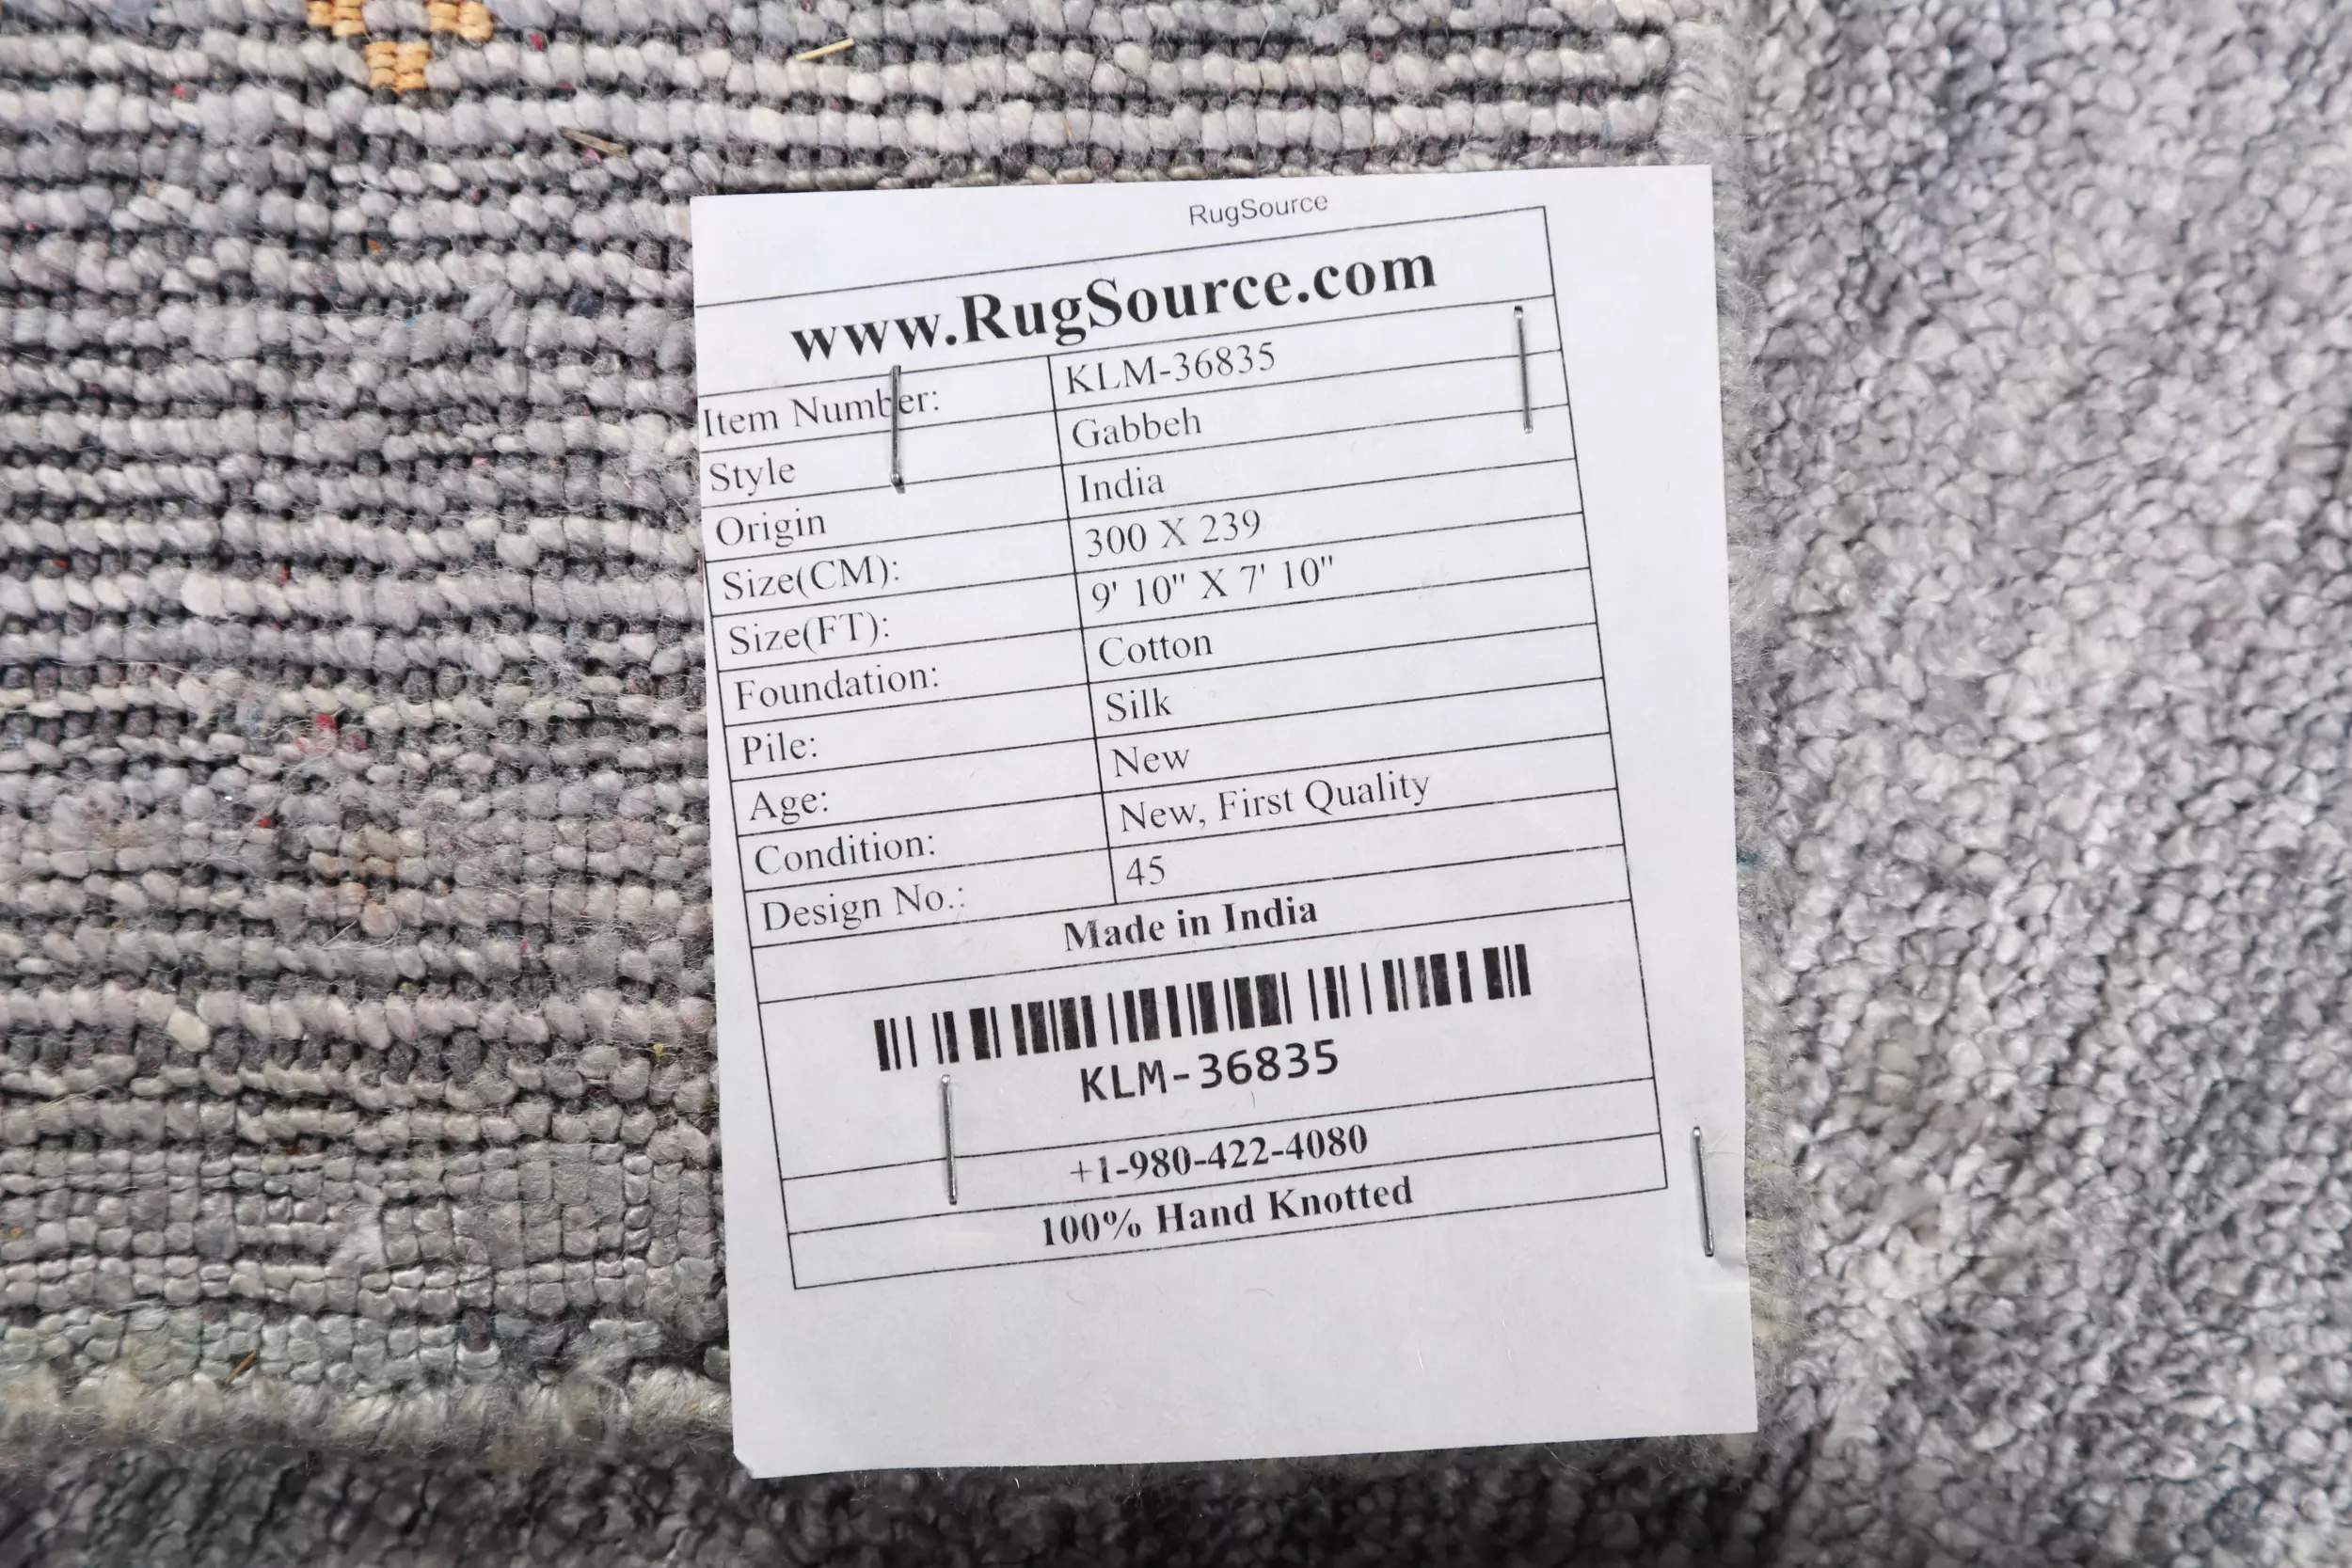 RugSource
www.RugSource.com
Item Number: KLM-36835
Style Gabbeh
Origin India
Size(CM): 300 X 239
Size(FT): 9' 10" X 7' 10"
Foundation: Cotton
Pile: Silk
Age: New
Condition: New, First Quality
Design No.: 45
Made in India
KLM-36835
+1-980-422-4080
100% Hand Knotted